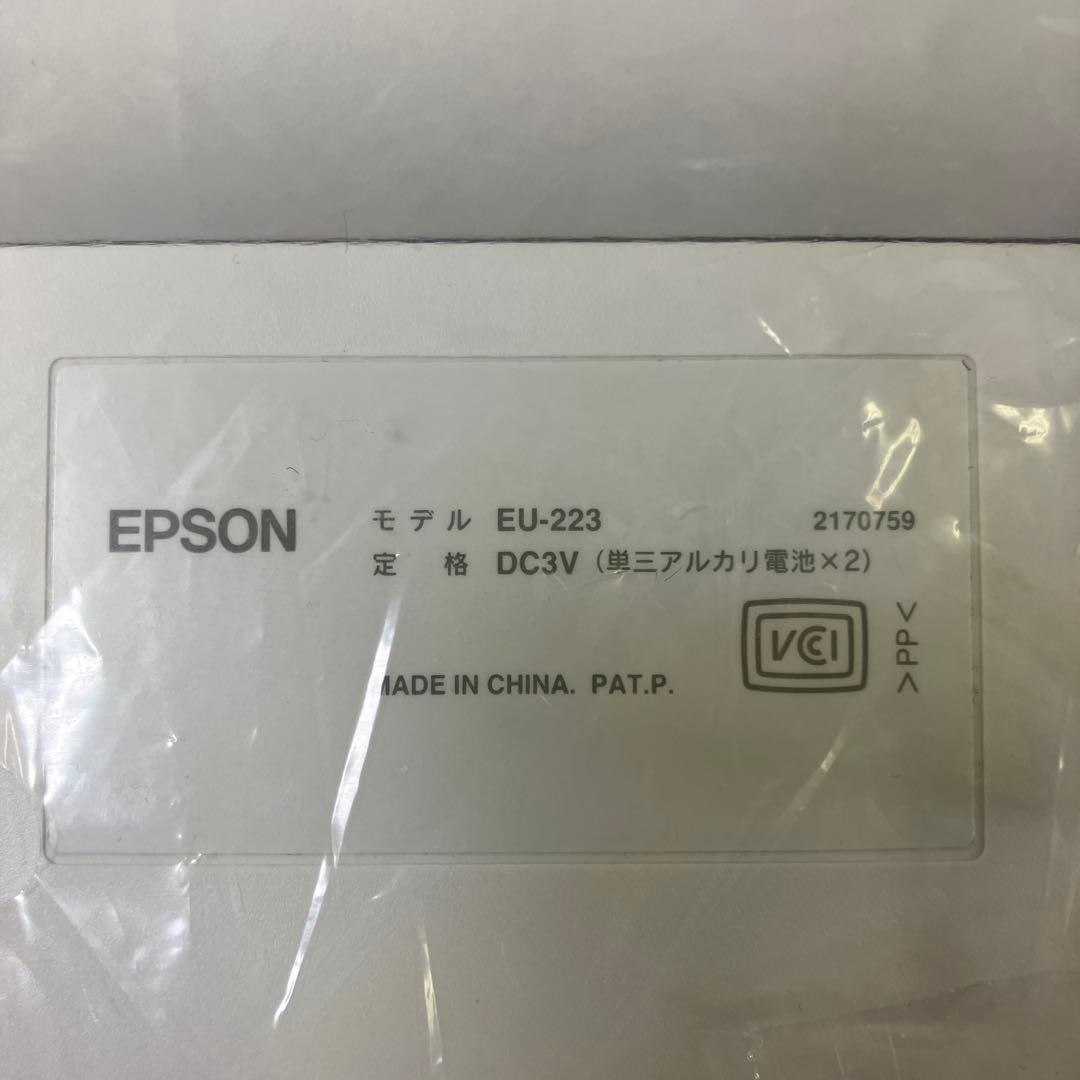 EPSON
モデル EU-223 2170759
定格 DC3V（単三アルカリ電池×2）
VCCI
MADE IN CHINA. PAT.P.
>PP<